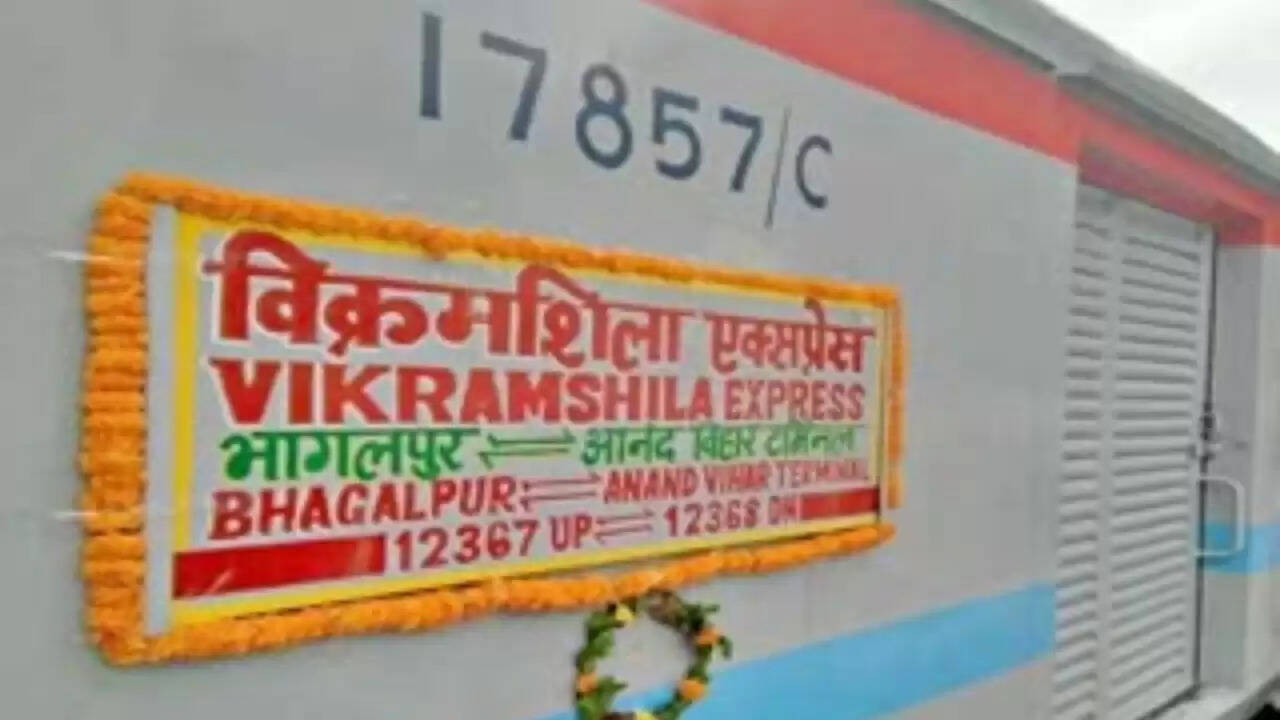 17857/C
विक्रमशिला एक्सप्रेस
VIKRAMSHILA EXPRESS
भागलपुर ⇌ आनंद विहार टर्मिनल
BHAGALPUR ⇌ ANAND VIHAR TERMINAL
12367 UP ⇌ 12368 DN